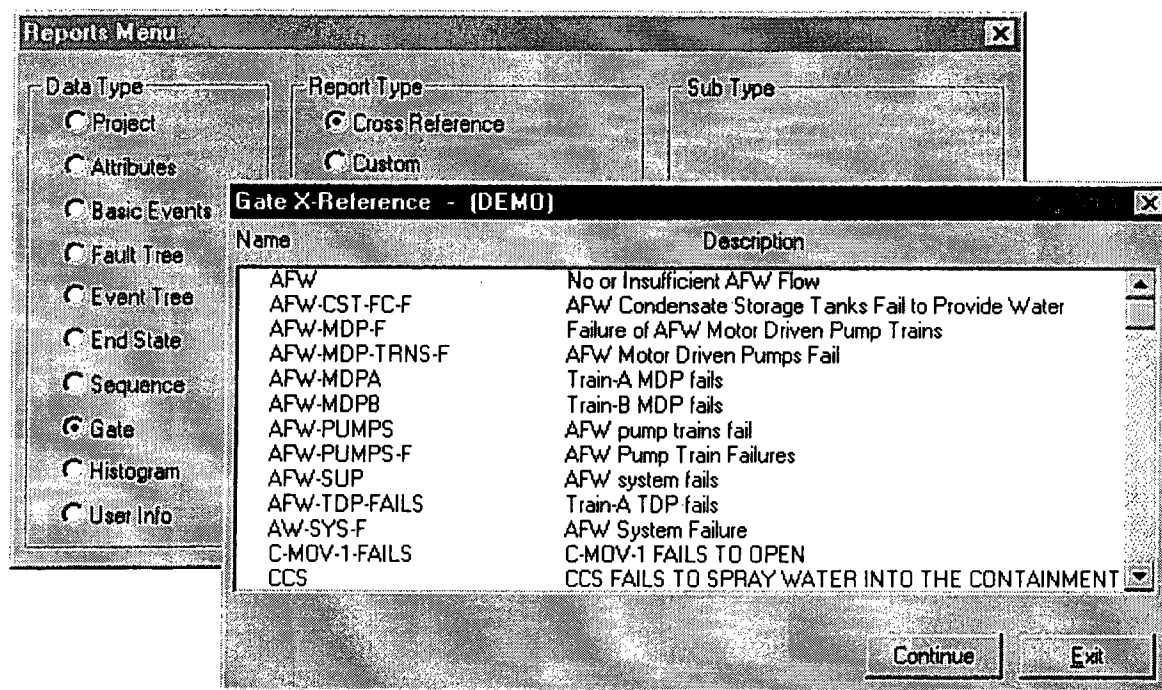 Reports Menu
Data Type
Project
Attributes
Basic Events
Fault Tree
Event Tree
End State
Sequence
Gate
Histogram
User Info
Report Type
Cross Reference
Custom
Sub Type
Gate X-Reference - (DEMO)
Name Description
AFW No or Insufficient AFW Flow
AFW-CST-FC-F AFW Condensate Storage Tanks Fail to Provide Water
AFW-MDP-F Failure of AFW Motor Driven Pump Trains
AFW-MDP-TRNS-F AFW Motor Driven Pumps Fail
AFW-MDPA Train-A MDP fails
AFW-MDPB Train-B MDP fails
AFW-PUMPS AFW pump trains fail
AFW-PUMPS-F AFW Pump Train Failures
AFW-SUP AFW system fails
AFW-TDP-FAILS Train-A TDP fails
AW-SYS-F AFW System Failure
C-MOV-1-FAILS C-MOV-1 FAILS TO OPEN
CCS CCS FAILS TO SPRAY WATER INTO THE CONTAINMENT
Continue Exit